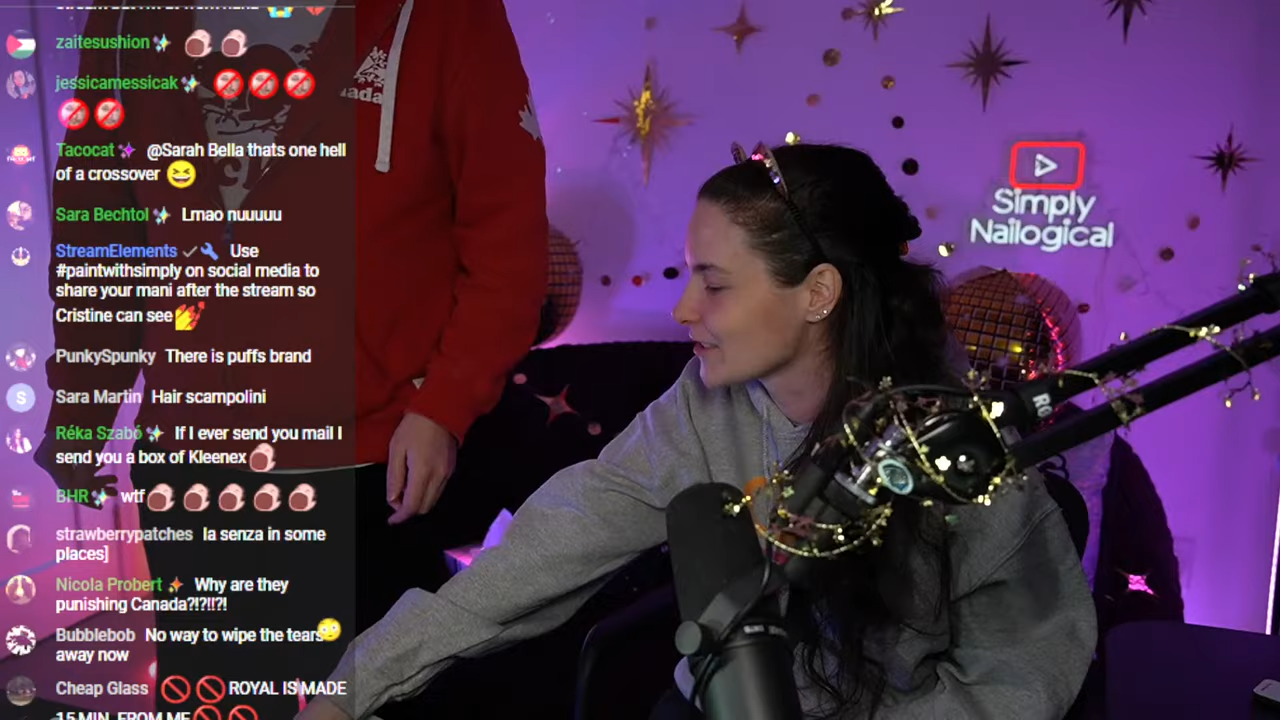 zaitesushion
jessicamessicak
Tacocat @Sarah Bella thats one hell
of a crossover
Sara Bechtol Lmao nuuuuu
StreamElements Use
#paintwithsimply on social media to
share your mani after the stream so
Cristine can see
PunkySpunky There is puffs brand
Sara Martin Hair scampolini
S
Réka Szabó If I ever send you mail I
send you a box of Kleenex
BHR wtf
strawberrypatches la senza in some
places]
Nicola Probert Why are they
punishing Canada?!?!!?!
Bubblebob No way to wipe the tears
away now
Cheap Glass ROYAL IS MADE
15 MIN FROM ME
Simply
Nailogical